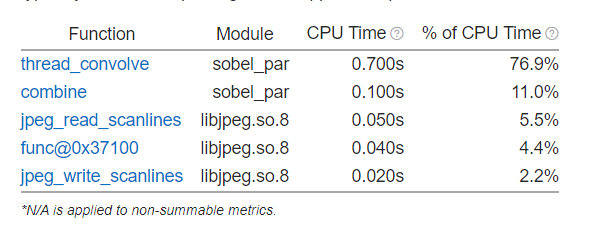 Function Module CPU Time % of CPU Time
thread_convolve sobel_par 0.700s 76.9%
combine sobel_par 0.100s 11.0%
jpeg_read_scanlines libjpeg.so.8 0.050s 5.5%
func@0x37100 libjpeg.so.8 0.040s 4.4%
jpeg_write_scanlines libjpeg.so.8 0.020s 2.2%
*N/A is applied to non-summable metrics.